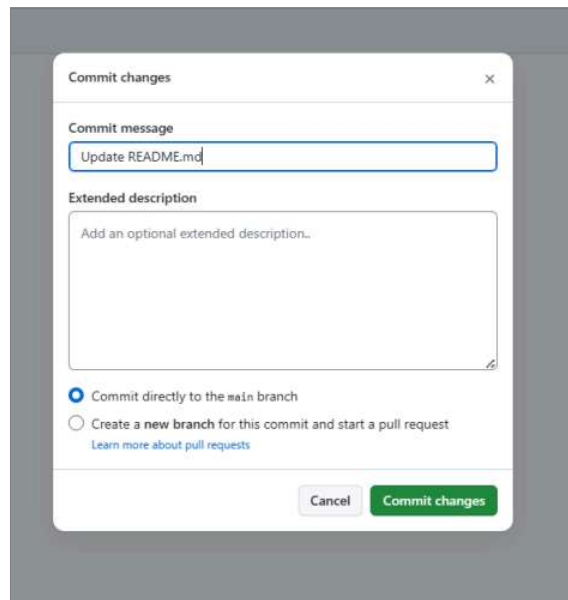 Commit changes
Commit message
Update README.md
Extended description
Add an optional extended description..
Commit directly to the main branch
Create a new branch for this commit and start a pull request
Learn more about pull requests
Cancel
Commit changes